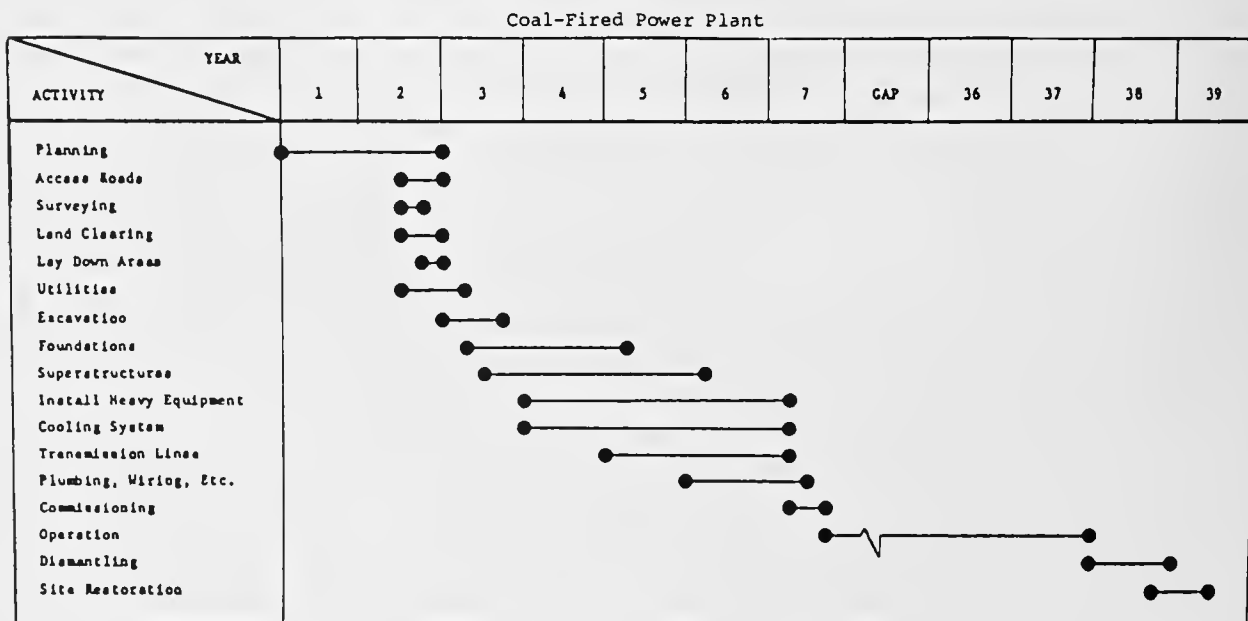 Coal-Fired Power Plant
YEAR
ACTIVITY 1 2 3 4 5 6 7 GAP 36 37 38 39
Planning
Access Roads
Surveying
Land Clearing
Lay Down Areas
Utilities
Excavation
Foundations
Superstructures
Install Heavy Equipment
Cooling System
Transmission Lines
Plumbing, Wiring, Etc.
Commissioning
Operation
Dismantling
Site Restoration